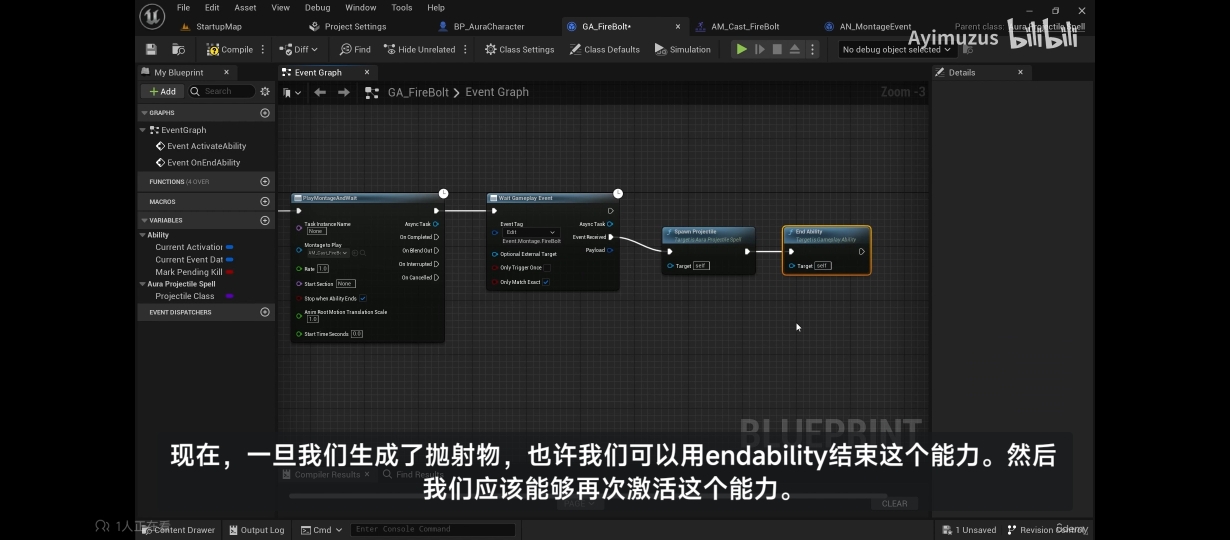 File Edit Asset View Debug Window Tools Help
StartupMap Project Settings BP_AuraCharacter GA_FireBolt* AM_Cast_FireBolt AN_MontageEvent Parent class: Aura Projectile Spell
Ayimuzus bilibili
Compile Diff Find Hide Unrelated Class Settings Class Defaults Simulation No debug object selected
My Blueprint Event Graph Details
Add Search GA_FireBolt Event Graph Zoom -3
GRAPHS
EventGraph
Event ActivateAbility
Event OnEndAbility
FUNCTIONS (4 OVER
MACROS
VARIABLES
Ability
Current Activation
Current Event Dat
Mark Pending Kill
Aura Projectile Spell
Projectile Class
EVENT DISPATCHERS
PlayMontageAndWait
Task Instance Name Async Task
None On Completed
Montage to Play On Blend Out
AM_Cast_FireB
Rate 1.0 On Interrupted
On Cancelled
Start Section None
Stop when Ability Ends
Anim Root Motion Translation Scale
1.0
Start Time Seconds 0.0
Wait Gameplay Event
Event Tag Async Task
Edit Event Received
Event.Montage.FireBolt
Optional External Target Payload
Only Trigger Once
Only Match Exact
Spawn Projectile
Target is Aura Projectile Spell
Target self
End Ability
Target is Gameplay Ability
Target self
BLUEPRINT
现在，一旦我们生成了抛射物，也许我们可以用endability结束这个能力。然后
我们应该能够再次激活这个能力。
Compiler Results Find Results
CLEAR
1人正在看
Content Drawer Output Log Cmd Enter Console Command 1 Unsaved Revision Control
Udemy